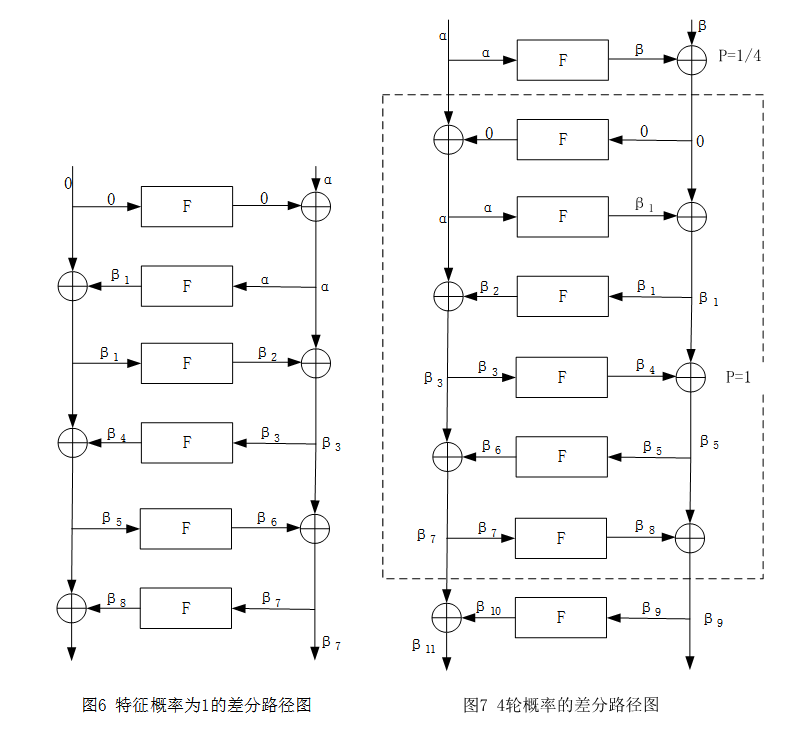 0
α
0 F 0
β1 F α
α
β1 F β2
β4 F β3
β3
β5 F β6
β8 F β7
β7
图6 特征概率为1的差分路径图
α
β
α F β
P=1/4
0 F 0
0
α
α F β1
β2 F β1
β1
β3
β3 F β4
P=1
β6 F β5
β5
β7
β7 F β8
β10 F β9
β9
β11
图7 4轮概率的差分路径图